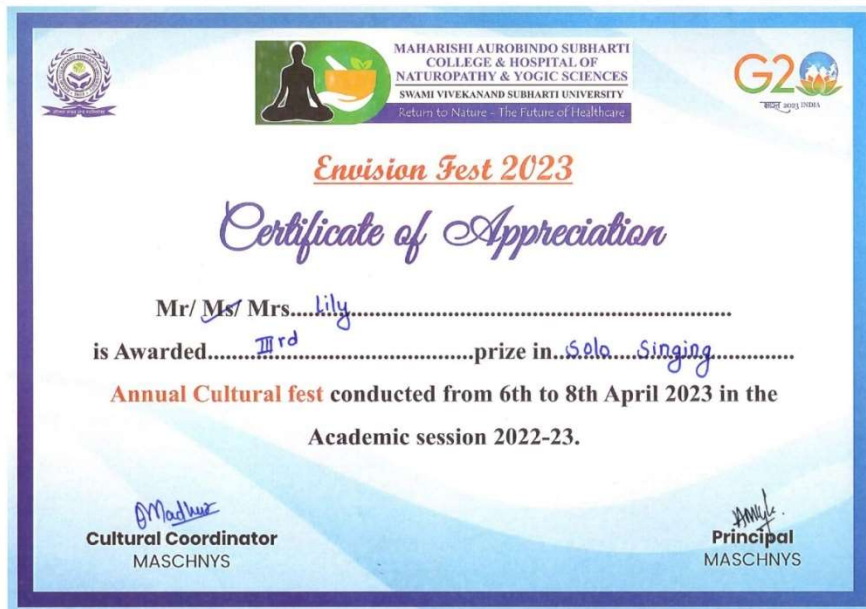 MAHARISHI AUROBINDO SUBHARTI
COLLEGE & HOSPITAL OF
NATUROPATHY & YOGIC SCIENCES
SWAMI VIVEKANAND SUBHARTI UNIVERSITY
Return to Nature - The Future of Healthcare
G20
भारत 2023 INDIA
Envision Fest 2023
Certificate of Appreciation
Mr/ Ms/ Mrs....Lily..........................................................................
is Awarded.........IIIrd................................prize in..Solo....Singing..............
Annual Cultural fest conducted from 6th to 8th April 2023 in the
Academic session 2022-23.
Madhur
Cultural Coordinator
MASCHNYS
Principal
MASCHNYS